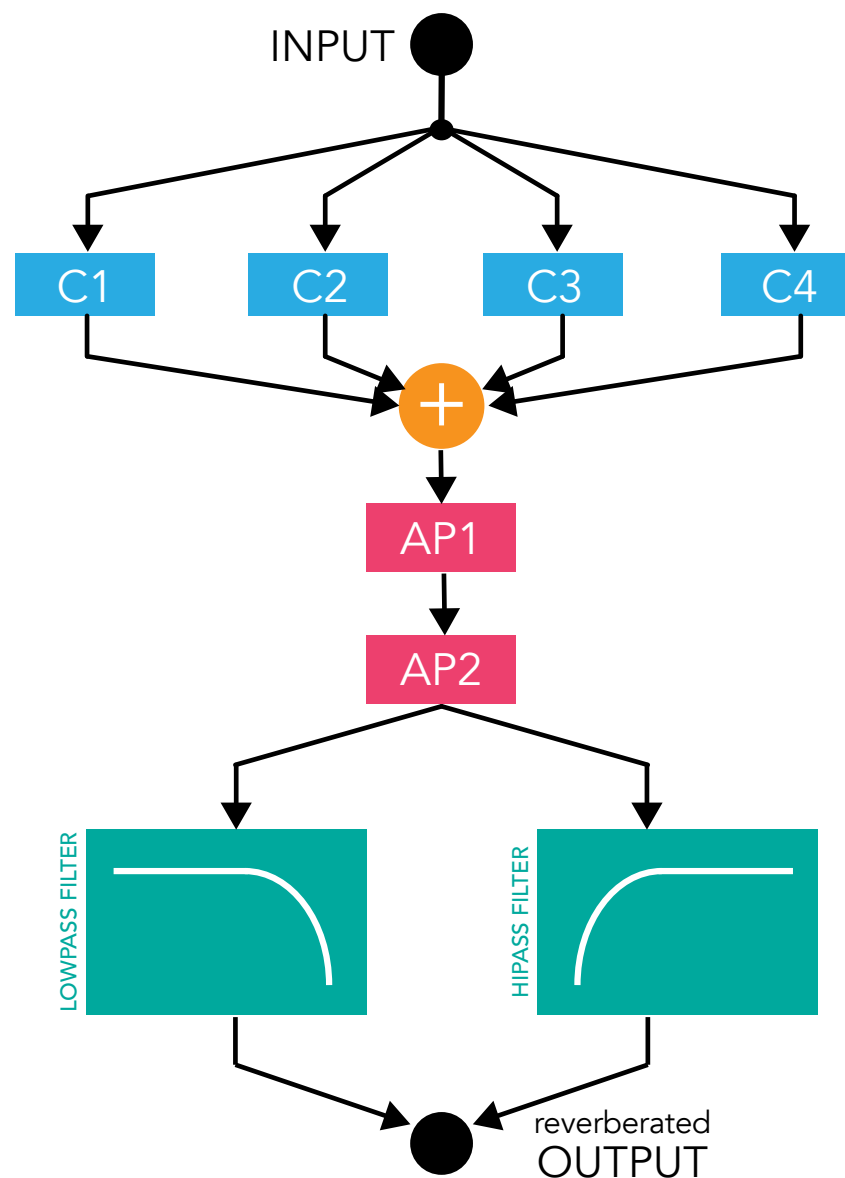 INPUT
C1
C2
C3
C4
+
AP1
AP2
LOWPASS FILTER
HIPASS FILTER
reverberated
OUTPUT